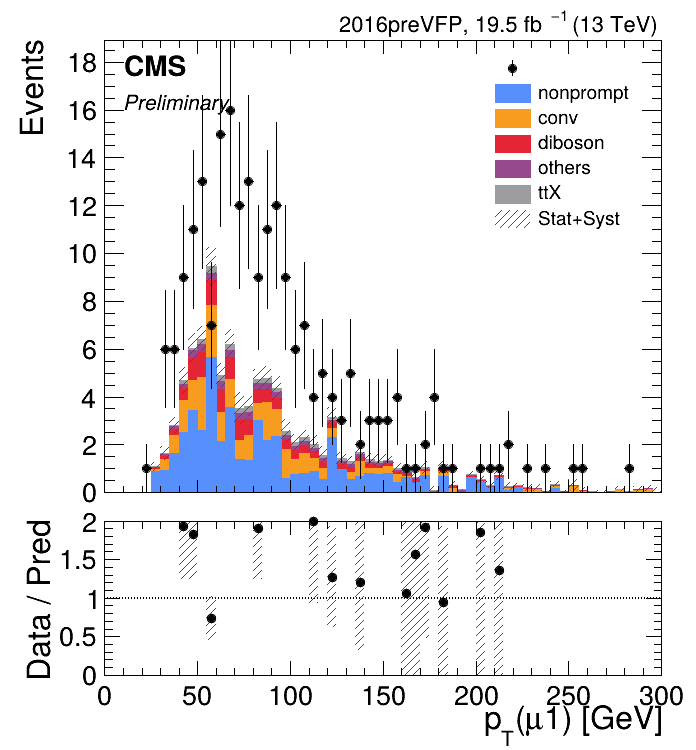 2016preVFP, 19.5 fb⁻¹ (13 TeV)
Events
CMS
Preliminary
nonprompt
conv
diboson
others
ttX
Stat+Syst
18
16
14
12
10
8
6
4
2
0
Data / Pred
2
1.5
1
0.5
0
0 50 100 150 200 250 300
p_T(μ1) [GeV]